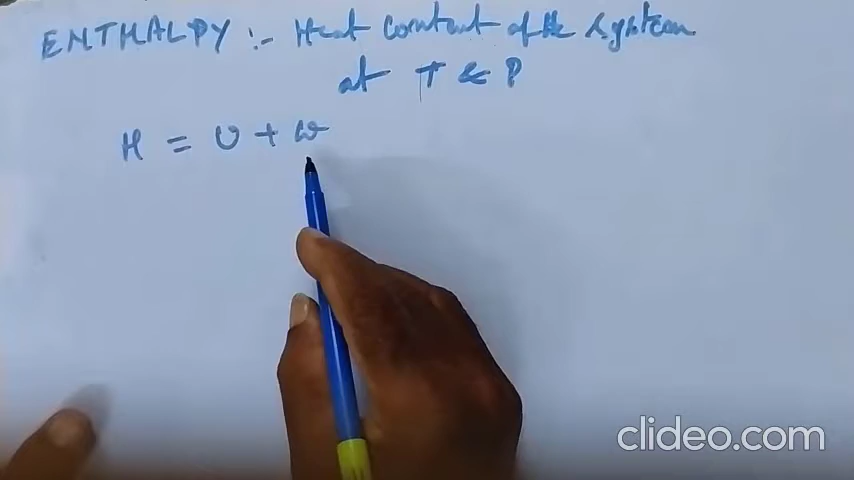 ENTHALPY :- Heat content of the system
at T & P
H = U + W
clideo.com